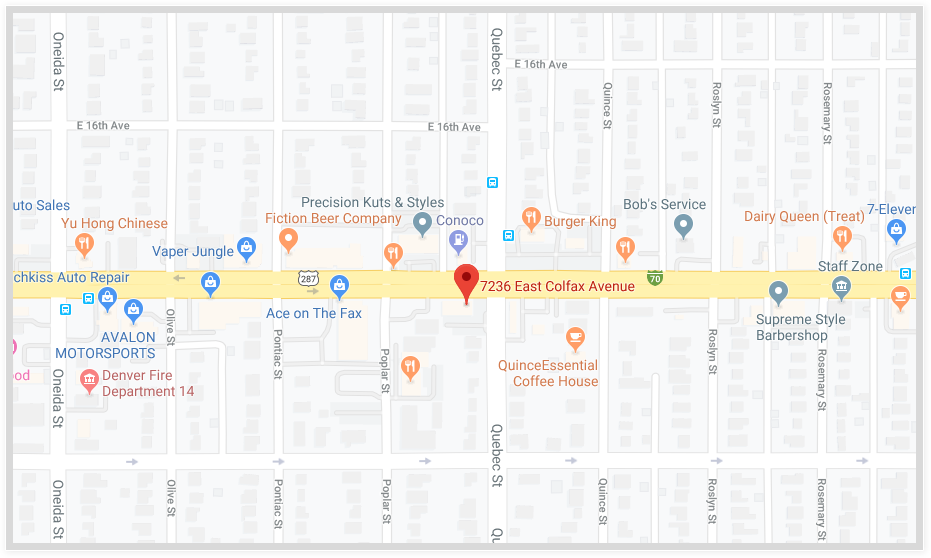 Oneida St
Quebec St
E 16th Ave
Quince St
Roslyn St
Rosemary St
E 16th Ave
E 16th Ave
uto Sales
Precision Kuts & Styles
Bob's Service
7-Eleven
Yu Hong Chinese
Fiction Beer Company
Conoco
Burger King
Dairy Queen (Treat)
Vaper Jungle
Staff Zone
chkiss Auto Repair
287
7236 East Colfax Avenue
70
Ace on The Fax
Olive St
Supreme Style
Barbershop
AVALON
MOTORSPORTS
Pontiac St
Poplar St
Roslyn St
Rosemary St
QuinceEssential
Coffee House
ood
Oneida St
Denver Fire
Department 14
Quebec St
Oneida St
Olive St
Pontiac St
Poplar St
Quince St
Roslyn St
Rosemary St
Qu